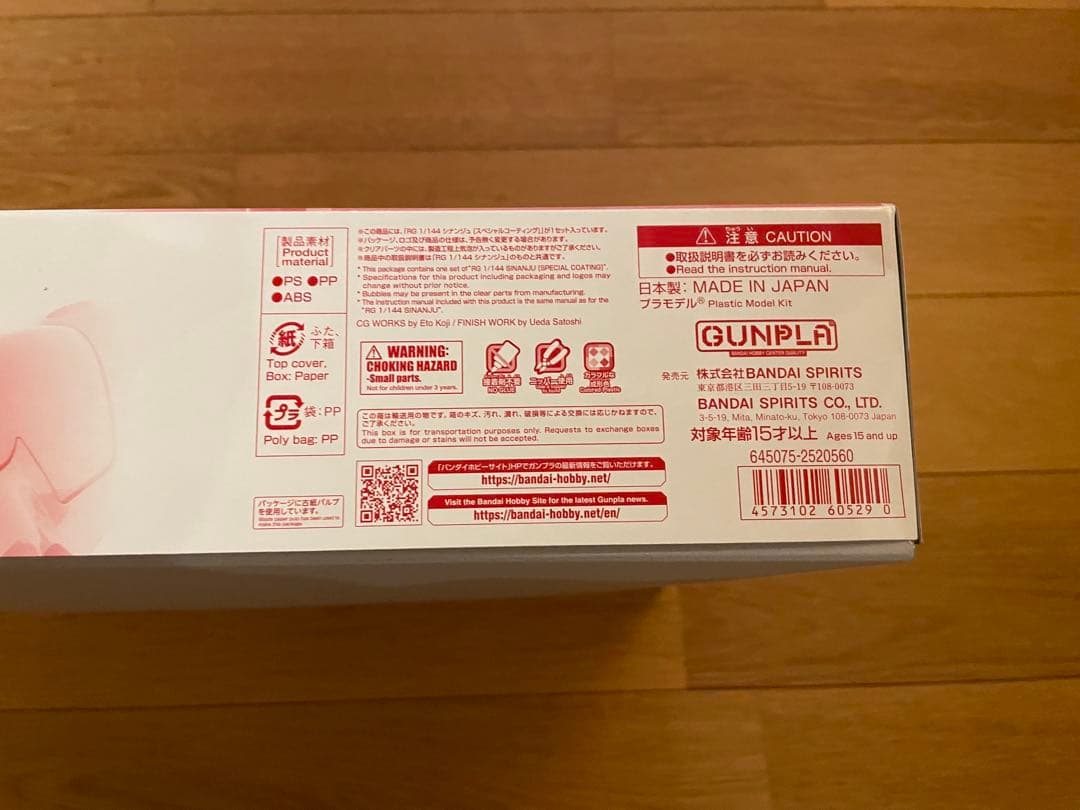 製品素材
Product
material
●PS ●PP
●ABS
紙
ふた、
下箱
Top cover,
Box: Paper
プラ
袋: PP
Poly bag: PP
パッケージに古紙パルプ
を使用しています。
Waste paper pulp has been used to
make this package.
※この商品には、「RG 1/144 シナンジュ [スペシャルコーティング]」が1セット入っています。
※パッケージ、ロゴ及び商品の仕様は、予告無く変更する場合があります。
※クリアパーツの中には、製造工程上気泡が入っているものがありますがご了承ください。
※商品中の取扱説明書は「RG 1/144 シナンジュ」のものと共通です。
* This package contains one set of "RG 1/144 SINANJU [SPECIAL COATING]".
* Specifications for this product including packaging and logos may
change without prior notice.
* Bubbles may be present in the clear parts from manufacturing.
* The instruction manual included with this product is the same manual as for the
"RG 1/144 SINANJU".
CG WORKS by Eto Koji / FINISH WORK by Ueda Satoshi
WARNING:
CHOKING HAZARD
-Small parts.
Not for children under 3 years.
接着剤不要
NO GLUE
ニッパー使用
カラフルな
成形色
Colored Plastic
この箱は輸送用の物です。箱のキズ、汚れ、潰れ、破損等による交換には応じかねますので、
ご了承ください。
This box is for transportation purposes only. Requests to exchange boxes
due to damage or stains will not be accepted.
「バンダイホビーサイト」HPでガンプラの最新情報をご覧いただけます。
https://bandai-hobby.net/
Visit the Bandai Hobby Site for the latest Gunpla news.
https://bandai-hobby.net/en/
注意 CAUTION
ちゅうい
●取扱説明書を必ずお読みください。
●Read the instruction manual.
日本製: MADE IN JAPAN
プラモデル® Plastic Model Kit
GUNPLA
BANDAI HOBBY CENTER QUALITY
発売元 株式会社BANDAI SPIRITS
東京都港区三田三丁目5-19 〒108-0073
BANDAI SPIRITS CO., LTD.
3-5-19, Mita, Minato-ku, Tokyo 108-0073 Japan
対象年齢15才以上 Ages 15 and up
645075-2520560
4573102 60529 0